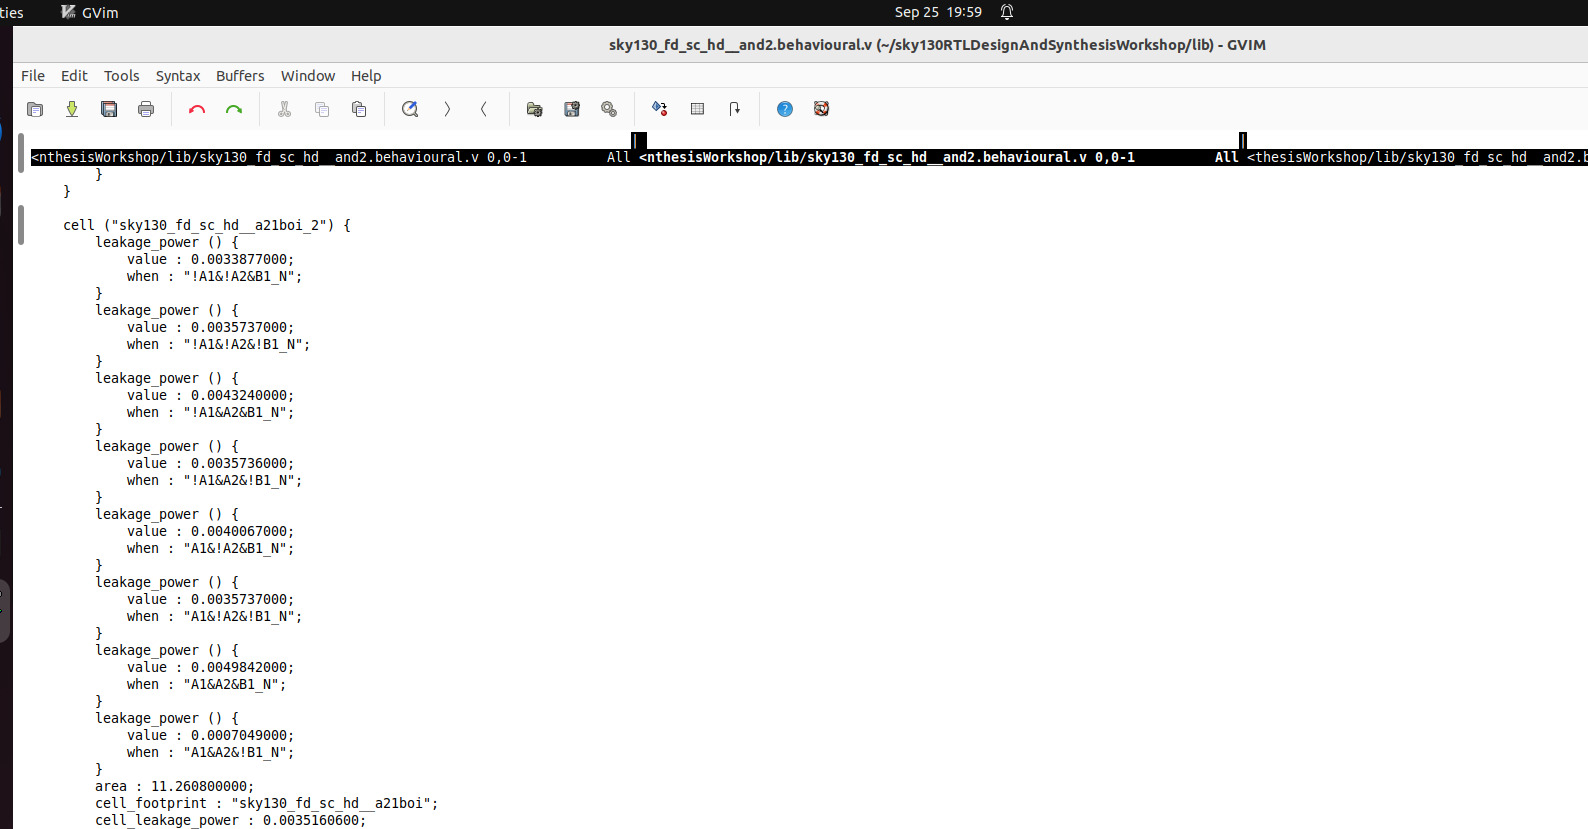 ties GVim Sep 25 19:59
sky130_fd_sc_hd__and2.behavioural.v (~/sky130RTLDesignAndSynthesisWorkshop/lib) - GVIM
File Edit Tools Syntax Buffers Window Help
<nthesisWorkshop/lib/sky130_fd_sc_hd__and2.behavioural.v 0,0-1 All <nthesisWorkshop/lib/sky130_fd_sc_hd__and2.behavioural.v 0,0-1 All <thesisWorkshop/lib/sky130_fd_sc_hd__and2.b
}
}
cell ("sky130_fd_sc_hd__a21boi_2") {
leakage_power () {
value : 0.0033877000;
when : "!A1&!A2&B1_N";
}
leakage_power () {
value : 0.0035737000;
when : "!A1&!A2&!B1_N";
}
leakage_power () {
value : 0.0043240000;
when : "!A1&A2&B1_N";
}
leakage_power () {
value : 0.0035736000;
when : "!A1&A2&!B1_N";
}
leakage_power () {
value : 0.0040067000;
when : "A1&!A2&B1_N";
}
leakage_power () {
value : 0.0035737000;
when : "A1&!A2&!B1_N";
}
leakage_power () {
value : 0.0049842000;
when : "A1&A2&B1_N";
}
leakage_power () {
value : 0.0007049000;
when : "A1&A2&!B1_N";
}
area : 11.260800000;
cell_footprint : "sky130_fd_sc_hd__a21boi";
cell_leakage_power : 0.0035160600;